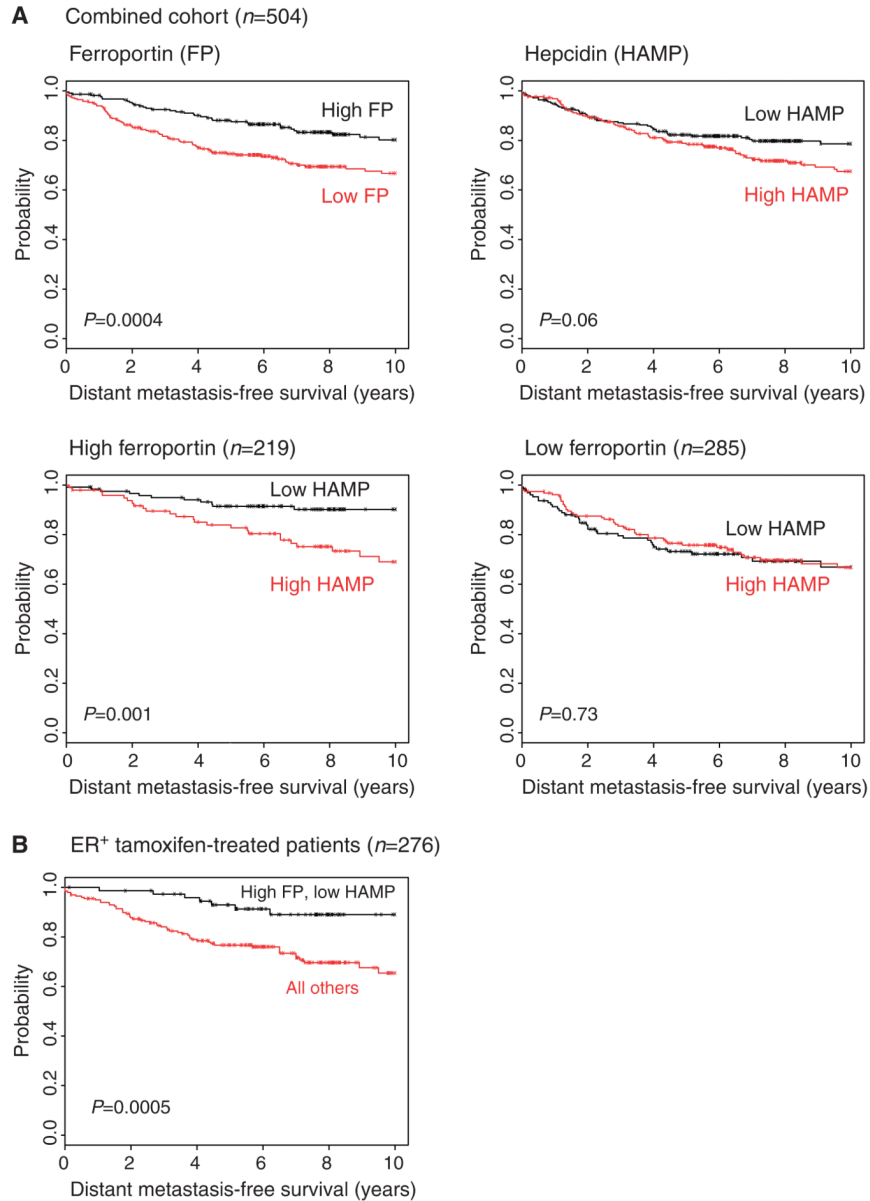 A Combined cohort (n=504)
Ferroportin (FP)
Probability
0.0 0.2 0.4 0.6 0.8 1.0
High FP
Low FP
P=0.0004
0 2 4 6 8 10
Distant metastasis-free survival (years)
Hepcidin (HAMP)
Probability
0.0 0.2 0.4 0.6 0.8 1.0
Low HAMP
High HAMP
P=0.06
0 2 4 6 8 10
Distant metastasis-free survival (years)
High ferroportin (n=219)
Probability
0.0 0.2 0.4 0.6 0.8 1.0
Low HAMP
High HAMP
P=0.001
0 2 4 6 8 10
Distant metastasis-free survival (years)
Low ferroportin (n=285)
Probability
0.0 0.2 0.4 0.6 0.8 1.0
Low HAMP
High HAMP
P=0.73
0 2 4 6 8 10
Distant metastasis-free survival (years)
B ER⁺ tamoxifen-treated patients (n=276)
Probability
0.0 0.2 0.4 0.6 0.8 1.0
High FP, low HAMP
All others
P=0.0005
0 2 4 6 8 10
Distant metastasis-free survival (years)